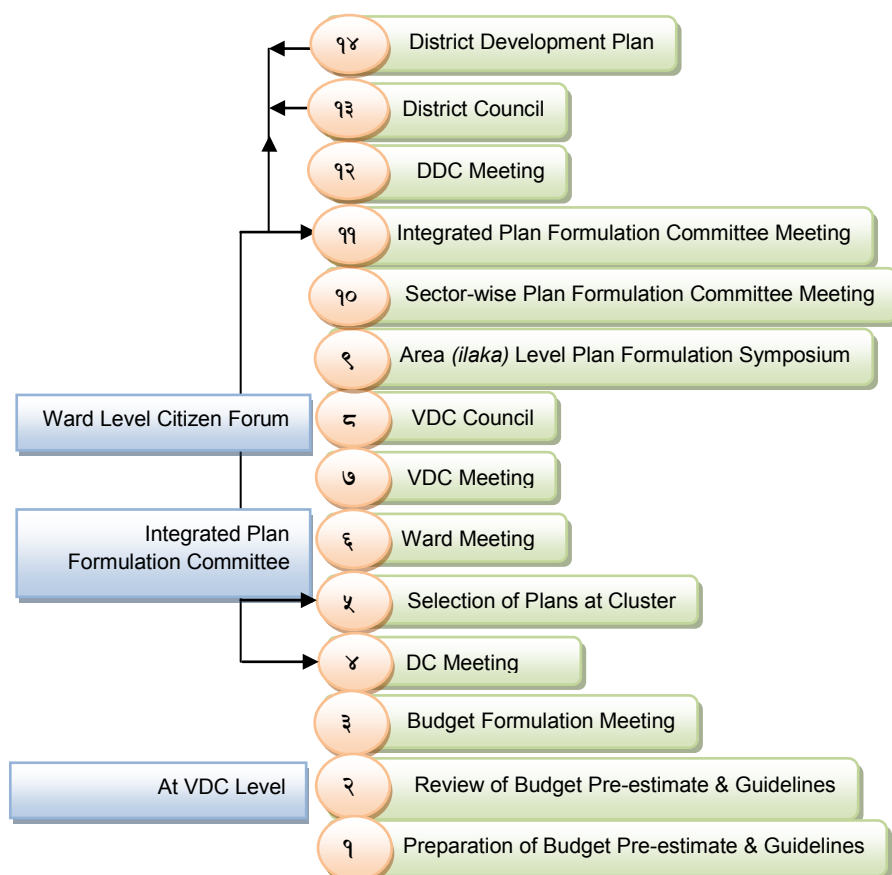 १४ District Development Plan
१३ District Council
१२ DDC Meeting
११ Integrated Plan Formulation Committee Meeting
१० Sector-wise Plan Formulation Committee Meeting
९ Area (ilaka) Level Plan Formulation Symposium
Ward Level Citizen Forum
८ VDC Council
७ VDC Meeting
Integrated Plan
Formulation Committee
६ Ward Meeting
५ Selection of Plans at Cluster
४ DC Meeting
३ Budget Formulation Meeting
At VDC Level
२ Review of Budget Pre-estimate & Guidelines
१ Preparation of Budget Pre-estimate & Guidelines